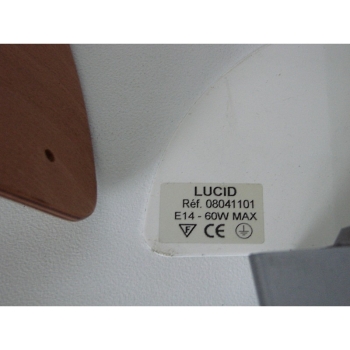 LUCID
Réf. 08041101
E14 - 60W MAX
F CE